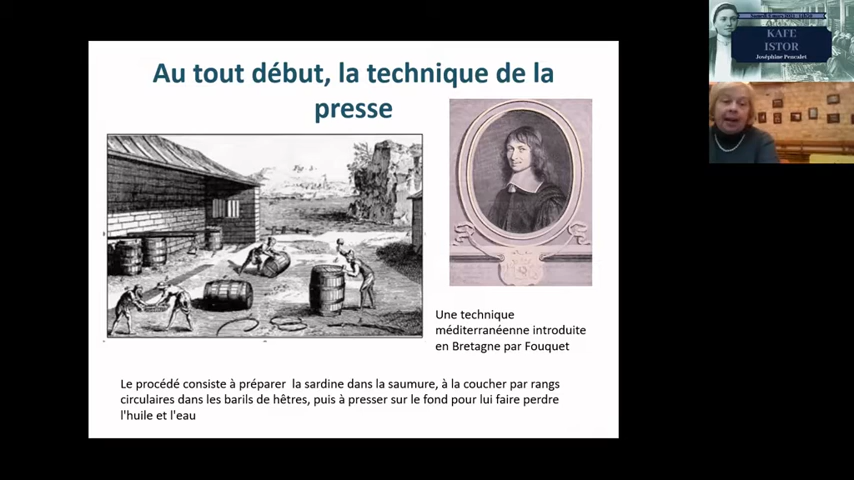 Au tout début, la technique de la
presse
Une technique
méditerranéenne introduite
en Bretagne par Fouquet
Le procédé consiste à préparer la sardine dans la saumure, à la coucher par rangs
circulaires dans les barils de hêtres, puis à presser sur le fond pour lui faire perdre
l'huile et l'eau
KAFE
ISTOR
Joséphine Pencalet